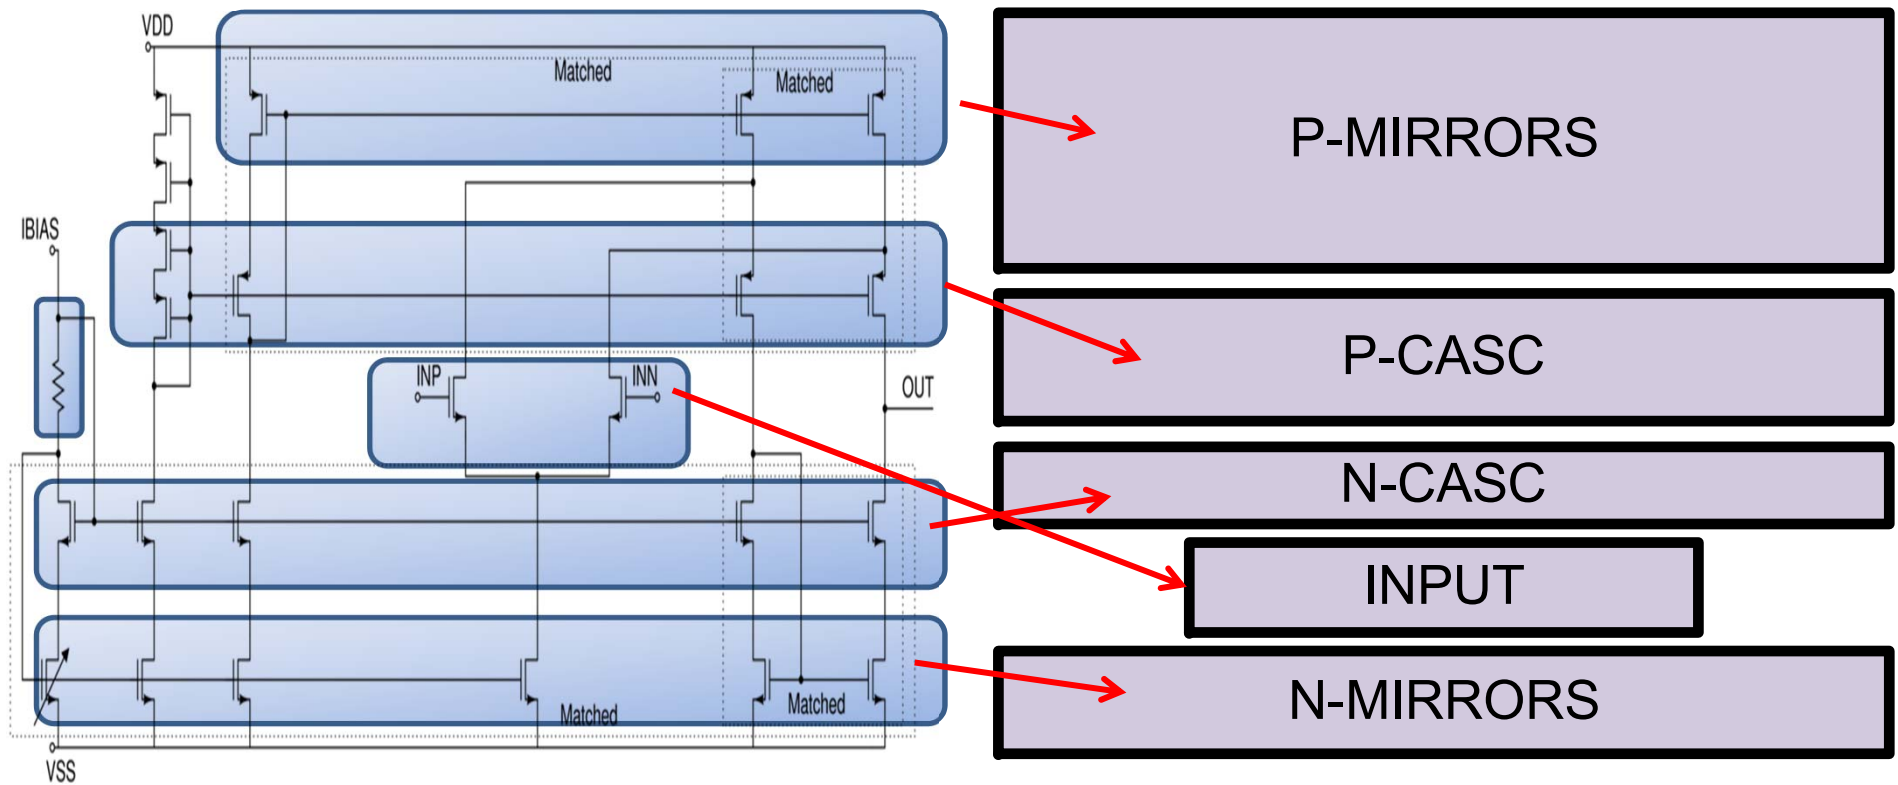 VDD
Matched
Matched
IBIAS
INP
INN
OUT
Matched
Matched
VSS
P-MIRRORS
P-CASC
N-CASC
INPUT
N-MIRRORS